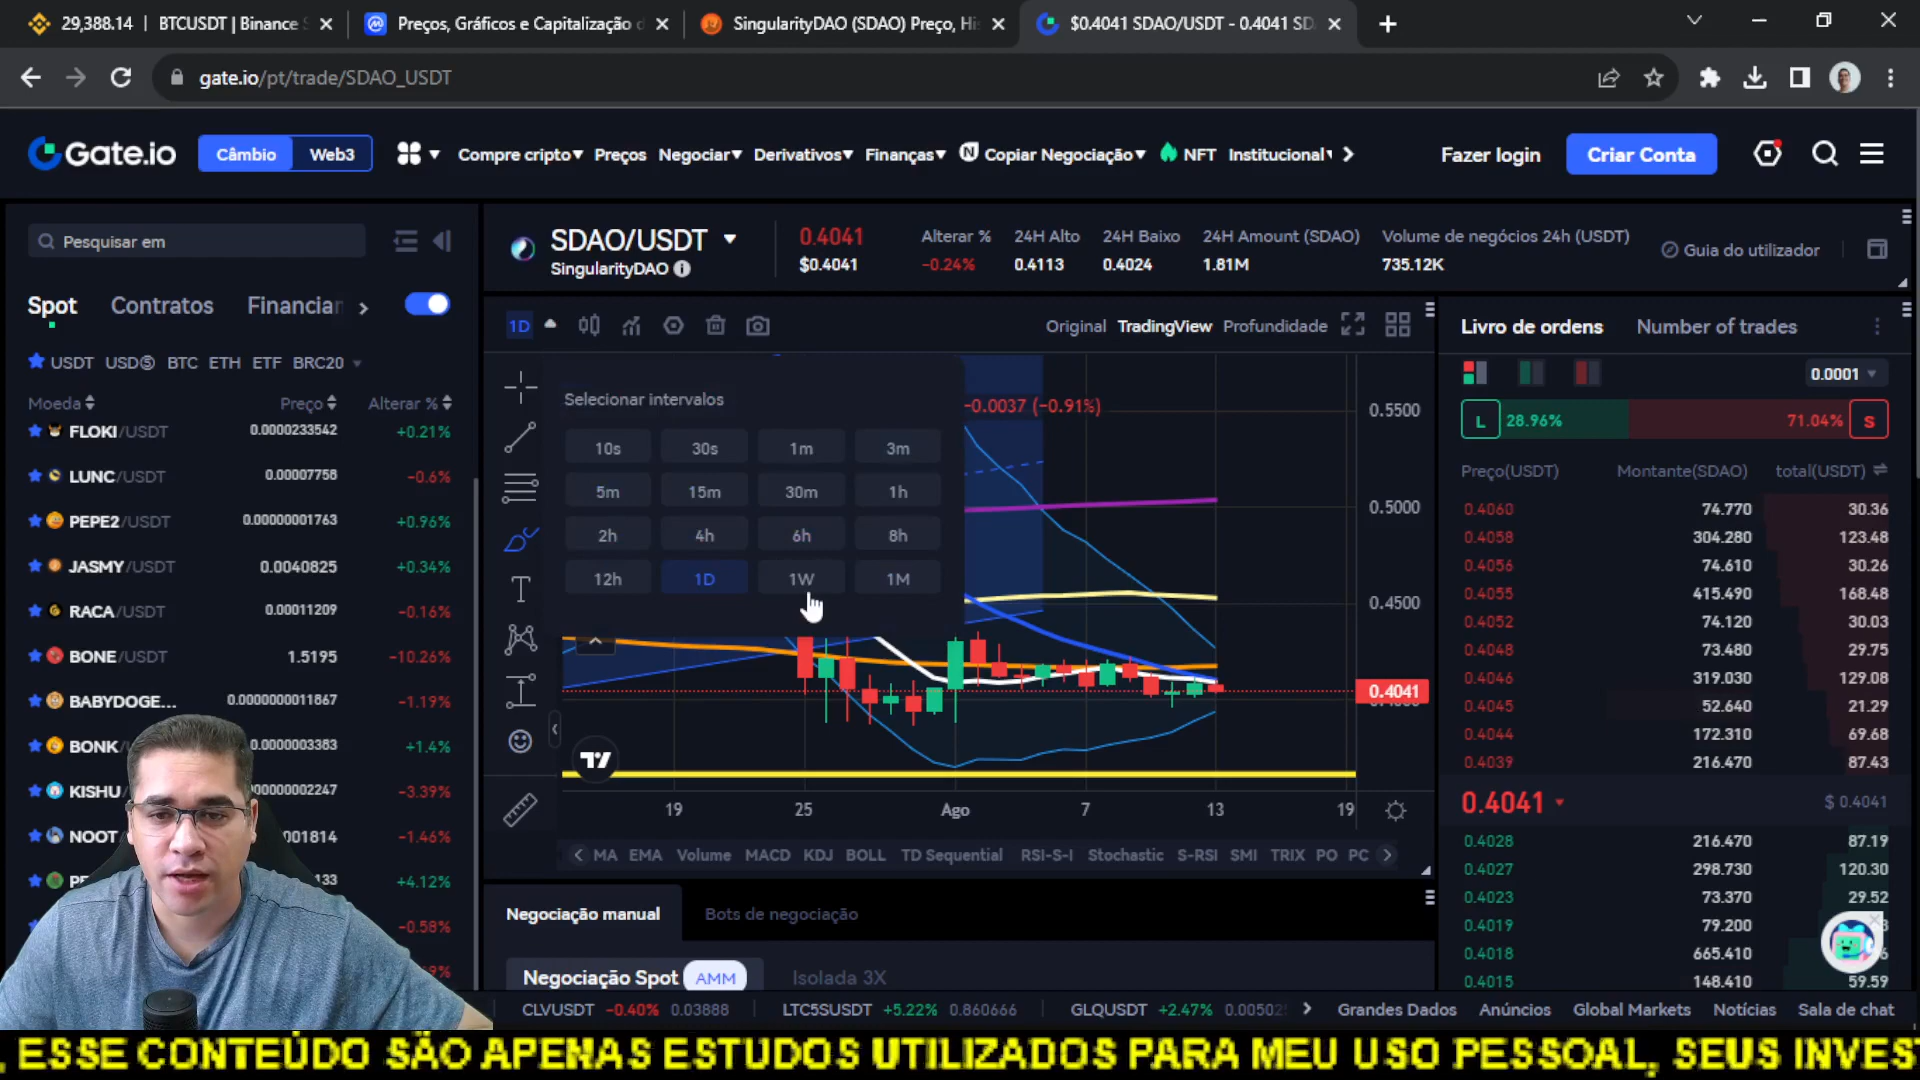 29,388.14 | BTCUSDT | Binance S
Preços, Gráficos e Capitalização d
SingularityDAO (SDAO) Preço, His
$0.4041 SDAO/USDT - 0.4041 SD
gate.io/pt/trade/SDAO_USDT
Gate.io
Câmbio
Web3
Compre cripto
Preços
Negociar
Derivativos
Finanças
Copiar Negociação
NFT
Institucional
Fazer login
Criar Conta
Pesquisar em
Spot
Contratos
Financiar
USDT
USDⓈ
BTC
ETH
ETF
BRC20
Moeda
Preço
Alterar %
FLOKI/USDT 0.0000233542 +0.21%
LUNC/USDT 0.00007758 -0.6%
PEPE2/USDT 0.00000001763 +0.96%
JASMY/USDT 0.0040825 +0.34%
RACA/USDT 0.00011209 -0.16%
BONE/USDT 1.5195 -10.26%
BABYDOGE... 0.0000000011867 -1.19%
BONK/ 0.0000003383 +1.4%
KISHU -3.39%
NOOT -1.46%
+4.12%
-0.58%
SDAO/USDT
SingularityDAO
0.4041
$0.4041
Alterar %
-0.24%
24H Alto
0.4113
24H Baixo
0.4024
24H Amount (SDAO)
1.81M
Volume de negócios 24h (USDT)
735.12K
Guia do utilizador
1D
Original
TradingView
Profundidade
Selecionar intervalos
10s 30s 1m 3m
5m 15m 30m 1h
2h 4h 6h 8h
12h 1D 1W 1M
-0.0037 (-0.91%)
0.5500
0.5000
0.4500
0.4041
19 25 Ago 7 13 19
MA EMA Volume MACD KDJ BOLL TD Sequential RSI-S-I Stochastic S-RSI SMI TRIX PO PC
Negociação manual
Bots de negociação
Negociação Spot
AMM
Isolada 3X
Livro de ordens
Number of trades
0.0001
L 28.96% 71.04% S
Preço(USDT) Montante(SDAO) total(USDT)
0.4060 74.770 30.36
0.4058 304.280 123.48
0.4056 74.610 30.26
0.4055 415.490 168.48
0.4052 74.120 30.03
0.4048 73.480 29.75
0.4046 319.030 129.08
0.4045 52.640 21.29
0.4044 172.310 69.68
0.4039 216.470 87.43
0.4041 $ 0.4041
0.4028 216.470 87.19
0.4027 298.730 120.30
0.4023 73.370 29.52
0.4019 79.200
0.4018 665.410
0.4015 148.410 59.59
CLVUSDT -0.40% 0.03888
LTC5SUSDT +5.22% 0.860666
GLQUSDT +2.47%
Grandes Dados
Anúncios
Global Markets
Notícias
Sala de chat
, ESSE CONTEÚDO SÃO APENAS ESTUDOS UTILIZADOS PARA MEU USO PESSOAL, SEUS INVEST